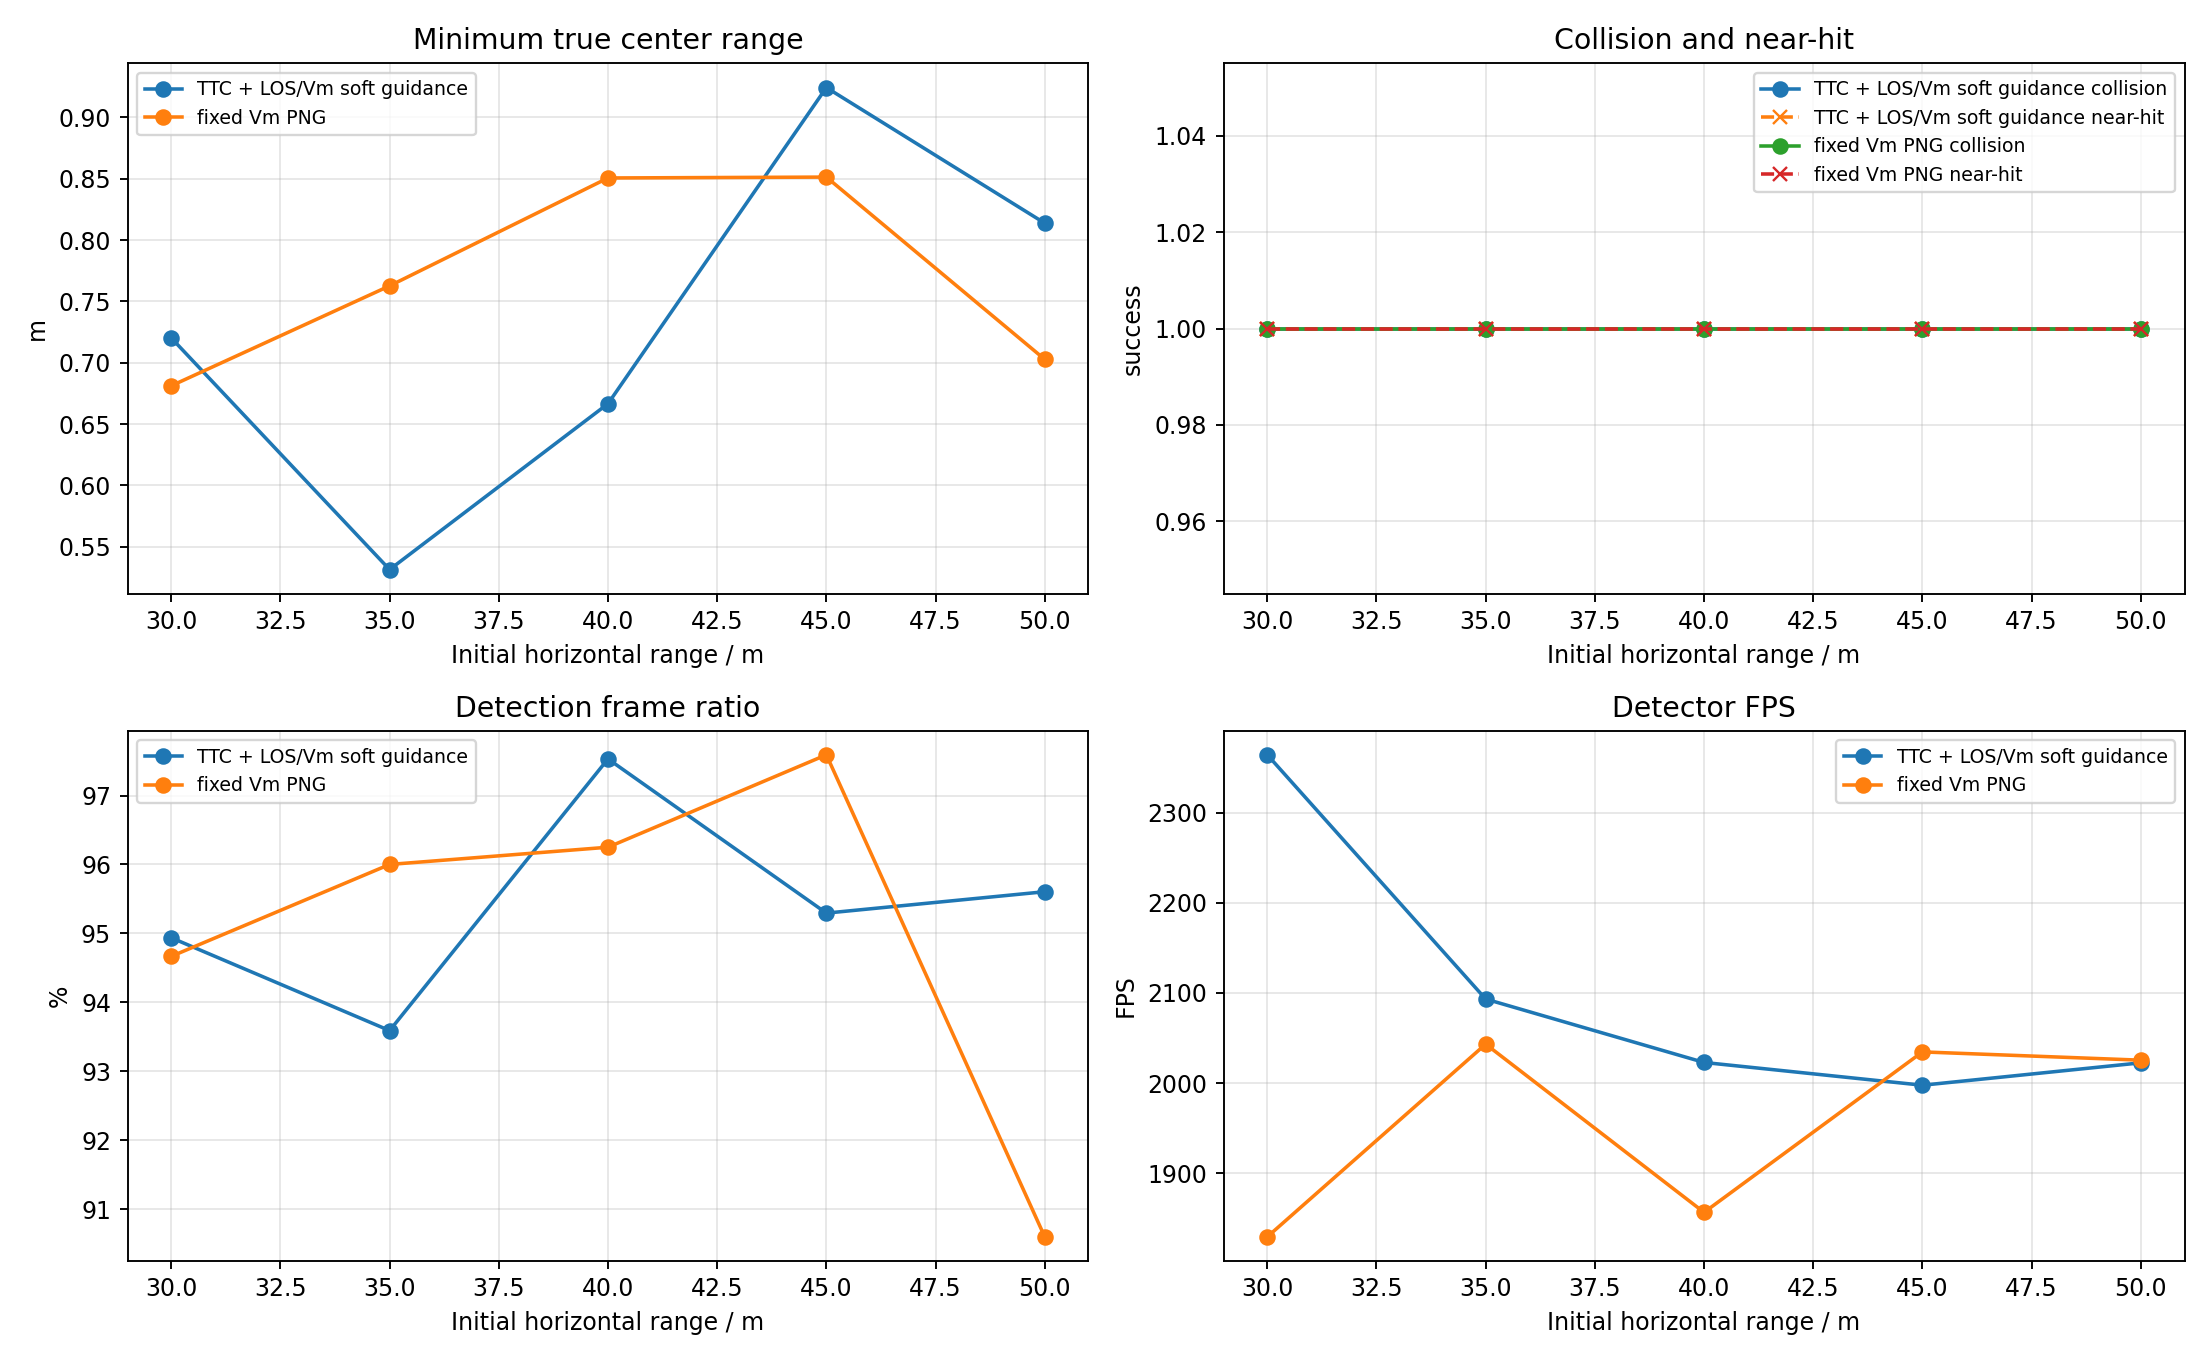 Minimum true center range
TTC + LOS/Vm soft guidance
fixed Vm PNG
m
0.90
0.85
0.80
0.75
0.70
0.65
0.60
0.55
30.0 32.5 35.0 37.5 40.0 42.5 45.0 47.5 50.0
Initial horizontal range / m
Collision and near-hit
TTC + LOS/Vm soft guidance collision
TTC + LOS/Vm soft guidance near-hit
fixed Vm PNG collision
fixed Vm PNG near-hit
success
1.04
1.02
1.00
0.98
0.96
30.0 32.5 35.0 37.5 40.0 42.5 45.0 47.5 50.0
Initial horizontal range / m
Detection frame ratio
TTC + LOS/Vm soft guidance
fixed Vm PNG
%
97
96
95
94
93
92
91
30.0 32.5 35.0 37.5 40.0 42.5 45.0 47.5 50.0
Initial horizontal range / m
Detector FPS
TTC + LOS/Vm soft guidance
fixed Vm PNG
FPS
2300
2200
2100
2000
1900
30.0 32.5 35.0 37.5 40.0 42.5 45.0 47.5 50.0
Initial horizontal range / m